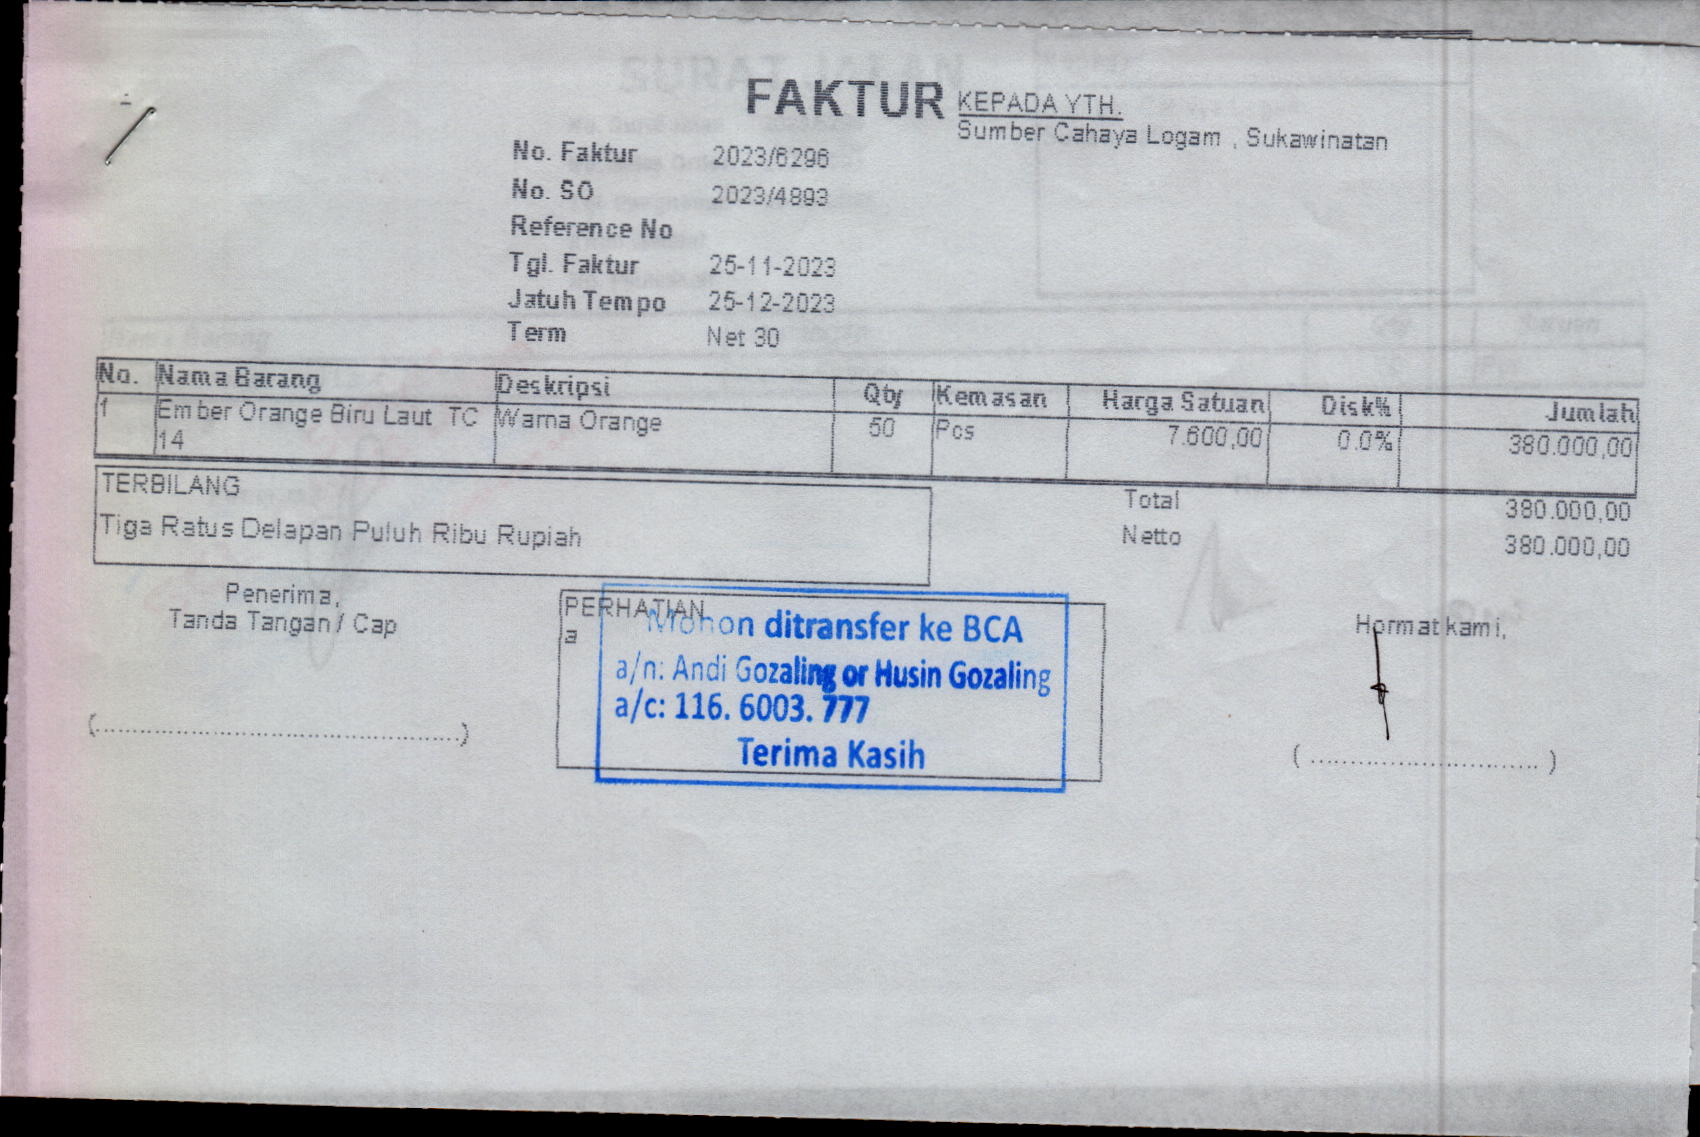 FAKTUR
KEPADA YTH.
Sumber Cahaya Logam , Sukawinatan
No. Faktur 2023/6296
No. SO 2023/4893
Reference No
Tgl. Faktur 25-11-2023
Jatuh Tempo 25-12-2023
Term Net 30
No. Nama Barang Deskripsi Qty Kemasan Harga Satuan Disk% Jumlah
1 Ember Orange Biru Laut TC Warna Orange 50 Pcs 7.600,00 0.0% 380.000,00
14
TERBILANG
Tiga Ratus Delapan Puluh Ribu Rupiah
Total 380.000,00
Netto 380.000,00
Penerima,
Tanda Tangan / Cap
(................................................)
PERHATIAN
a
Mohon ditransfer ke BCA
a/n: Andi Gozaling or Husin Gozaling
a/c: 116. 6003. 777
Terima Kasih
Hormat kami,
( ............................. )